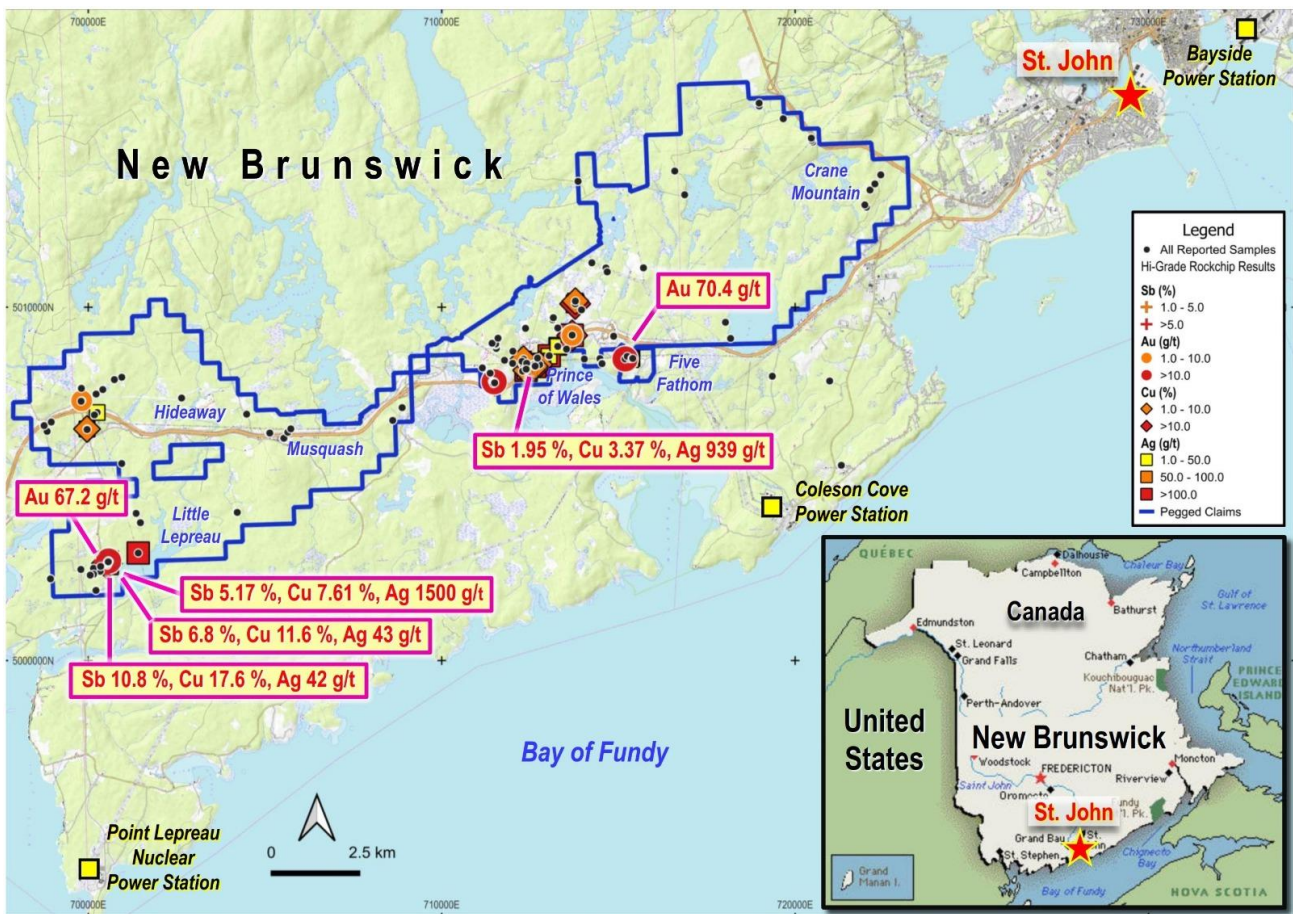 700000E
710000E
720000E
730000E
St. John
Bayside
Power Station
New Brunswick
Crane
Mountain
Legend
All Reported Samples
Hi-Grade Rockchip Results
Sb (%)
1.0 - 5.0
>5.0
Au (g/t)
1.0 - 10.0
>10.0
Cu (%)
1.0 - 10.0
>10.0
Ag (g/t)
1.0 - 50.0
50.0 - 100.0
>100.0
Pegged Claims
5010000N
Au 70.4 g/t
Five
Fathom
Prince
of Wales
Hideaway
Musquash
Sb 1.95 %, Cu 3.37 %, Ag 939 g/t
Au 67.2 g/t
Little
Lepreau
Coleson Cove
Power Station
Sb 5.17 %, Cu 7.61 %, Ag 1500 g/t
Sb 6.8 %, Cu 11.6 %, Ag 43 g/t
Sb 10.8 %, Cu 17.6 %, Ag 42 g/t
5000000N
Bay of Fundy
Point Lepreau
Nuclear
Power Station
0 2.5 km
700000E
710000E
720000E
QUÉBEC
Dalhousie
Campbellton
Chaleur Bay
Canada
Bathurst
Gulf of
St. Lawrence
Edmundston
St. Leonard
Grand Falls
Chatham
Northumberland
Strait
Kouchibouguac
Nat'l. Pk.
PRINCE
EDWARD
ISLAND
Perth-Andover
United
States
New Brunswick
Woodstock
FREDERICTON
Moncton
Riverview
Saint John
Oromocto
St. John
Fundy
Grand Bay
St.
St. Stephen
Chignecto
Bay
Grand
Manan I.
Bay of Fundy
NOVA SCOTIA